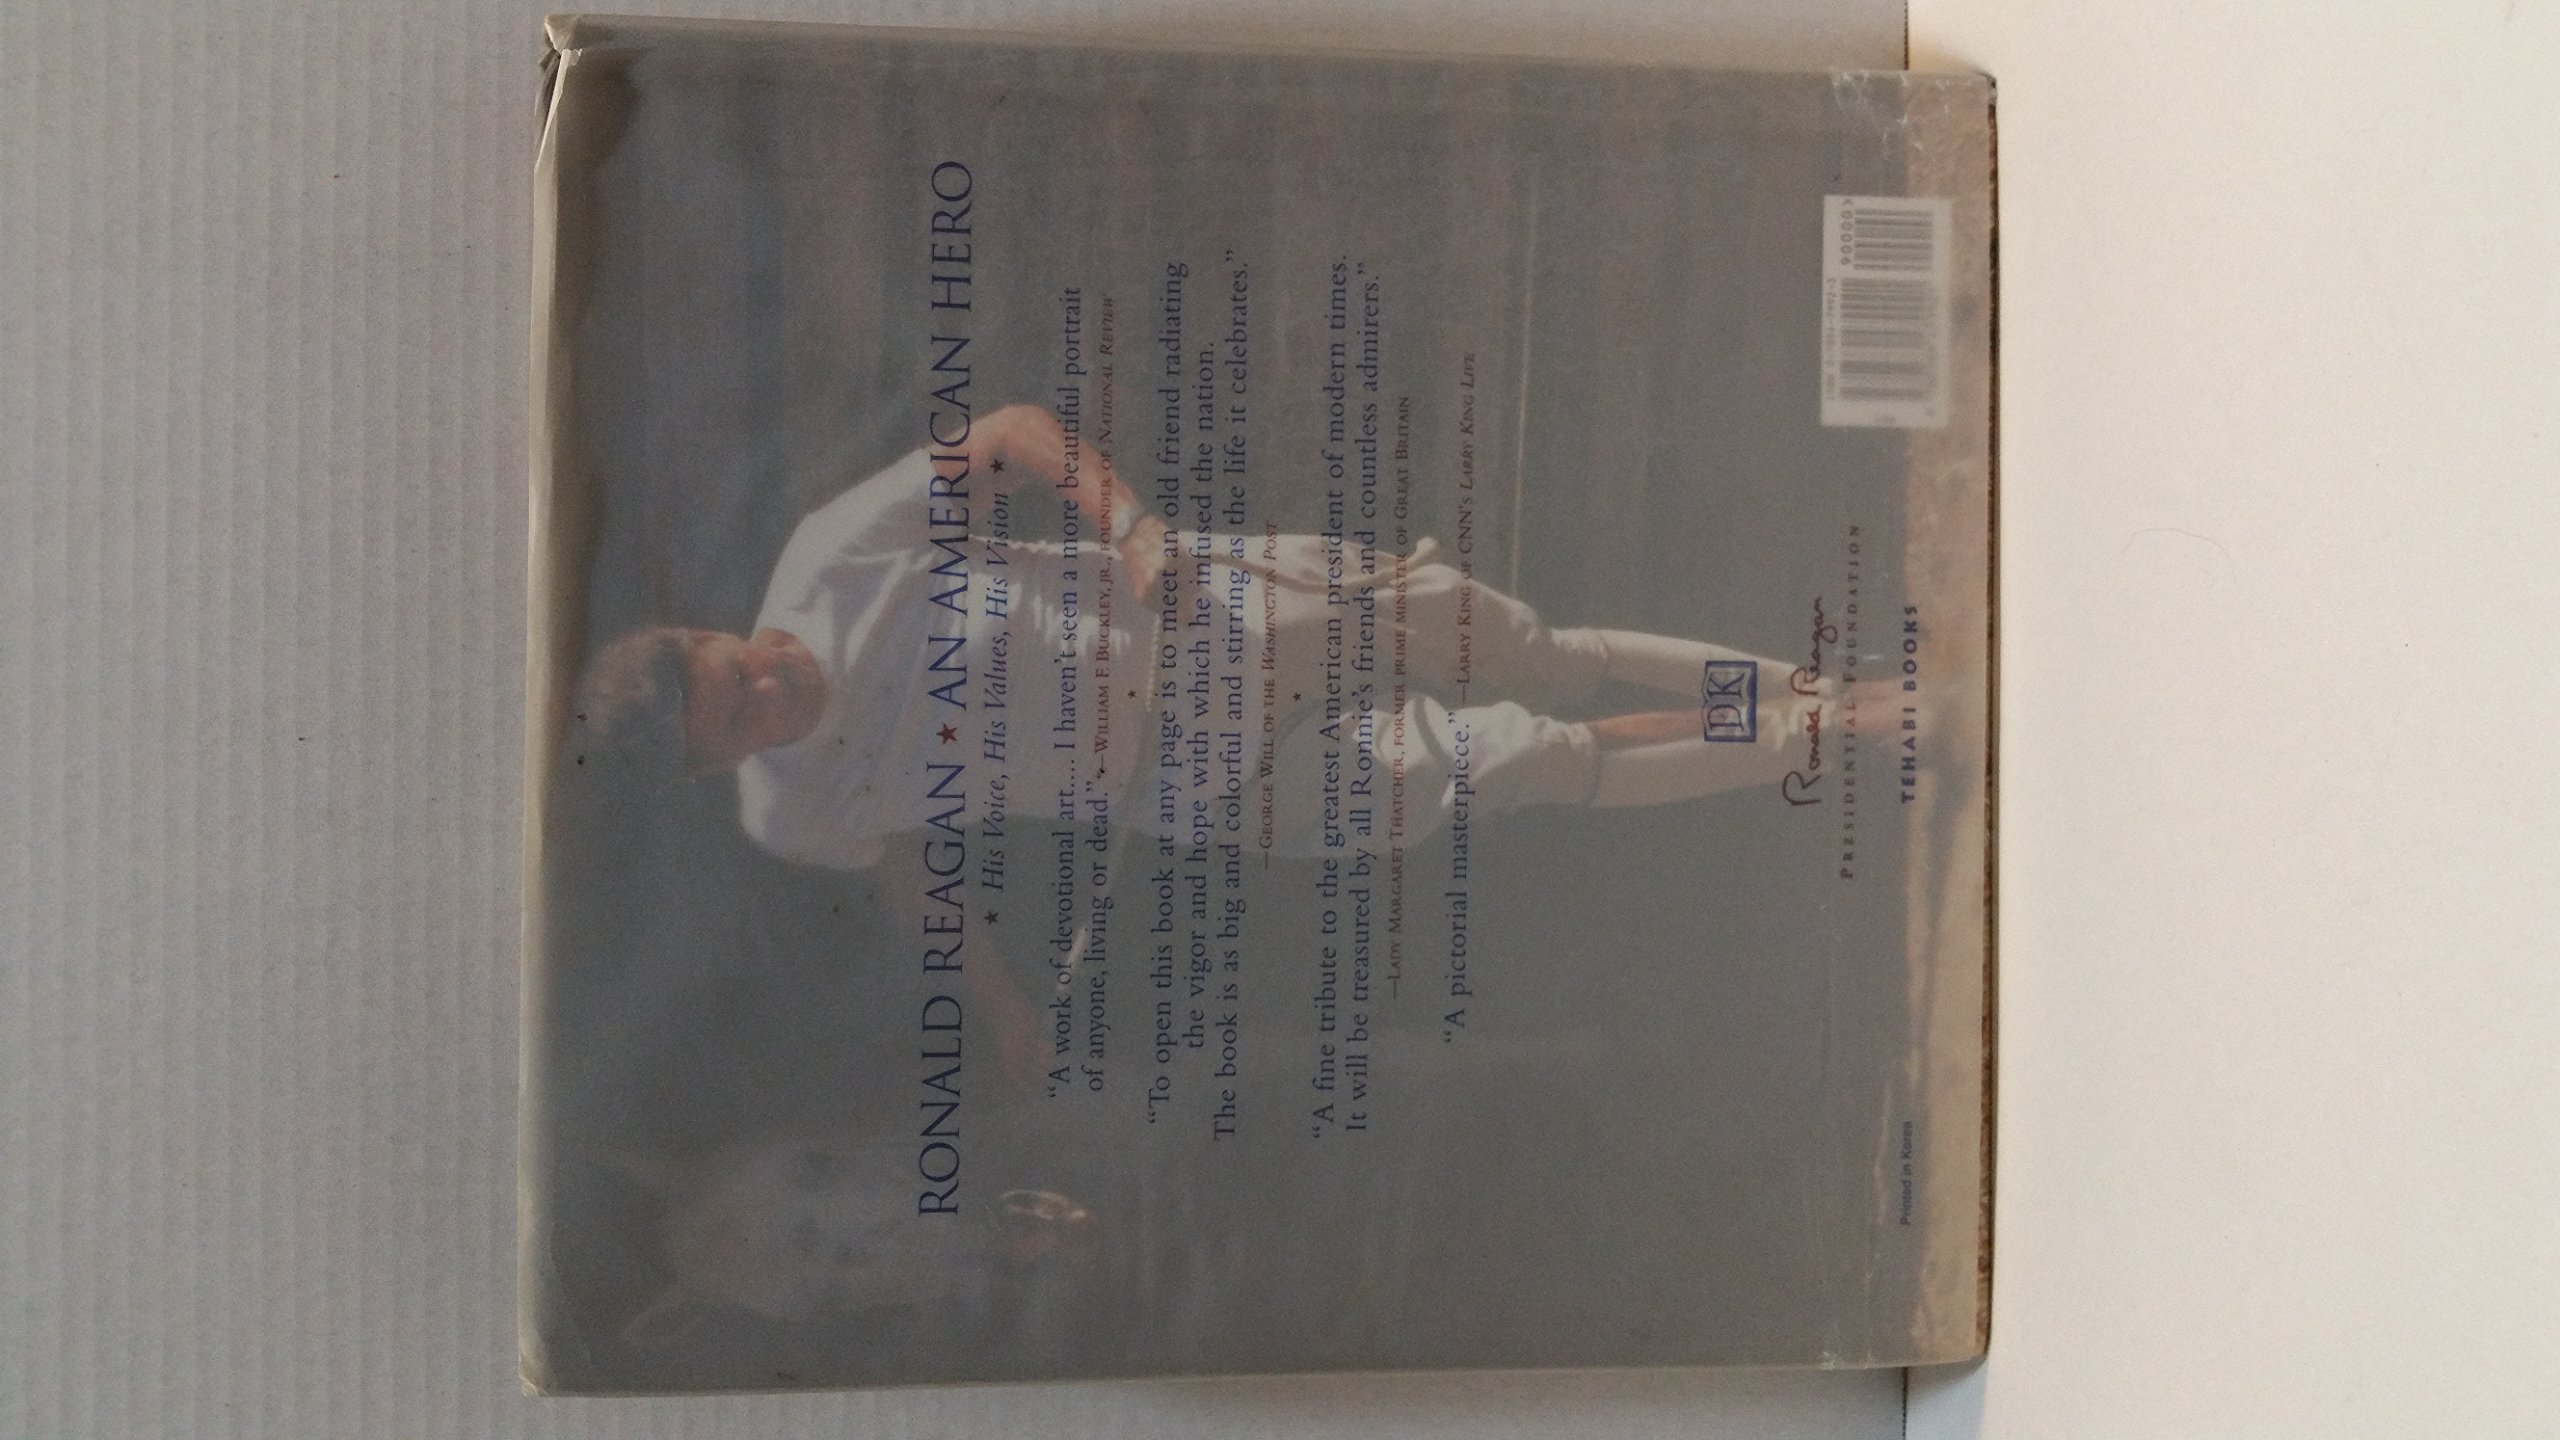 RONALD REAGAN ★ AN AMERICAN HERO
★ His Voice, His Values, His Vision ★
“A work of devotional art.... I haven’t seen a more beautiful portrait
of anyone, living or dead.” —WILLIAM F. BUCKLEY, JR., FOUNDER OF NATIONAL REVIEW
★
“To open this book at any page is to meet an old friend radiating
the vigor and hope with which he infused the nation.
The book is as big and colorful and stirring as the life it celebrates.”
—GEORGE WILL OF THE WASHINGTON POST
★
“A fine tribute to the greatest American president of modern times.
It will be treasured by all Ronnie’s friends and countless admirers.”
—LADY MARGARET THATCHER, FORMER PRIME MINISTER OF GREAT BRITAIN
“A pictorial masterpiece.” —LARRY KING OF CNN’S LARRY KING LIVE
DK
Ronald Reagan
PRESIDENTIAL FOUNDATION
TEHABI BOOKS
Printed in Korea
90000